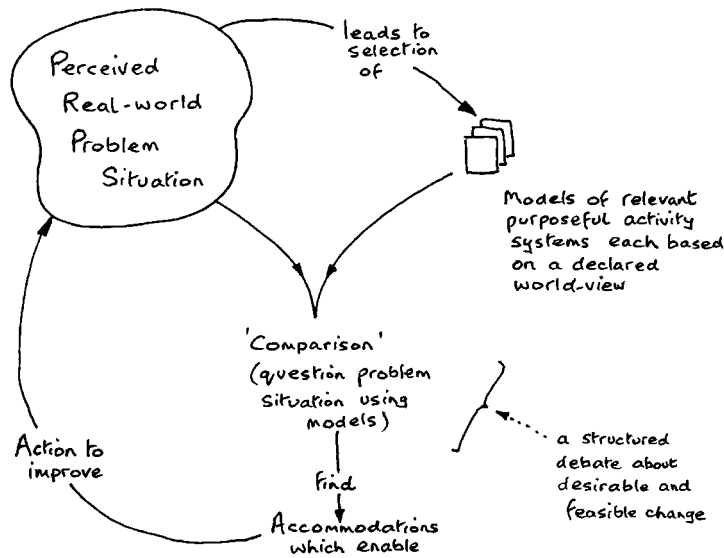 Perceived
Real-world
Problem
Situation
leads to
selection
of
Models of relevant
purposeful activity
systems each based
on a declared
world-view
'Comparison'
(question problem
situation using
models)
find
Accommodations
which enable
a structured
debate about
desirable and
feasible change
Action to
improve